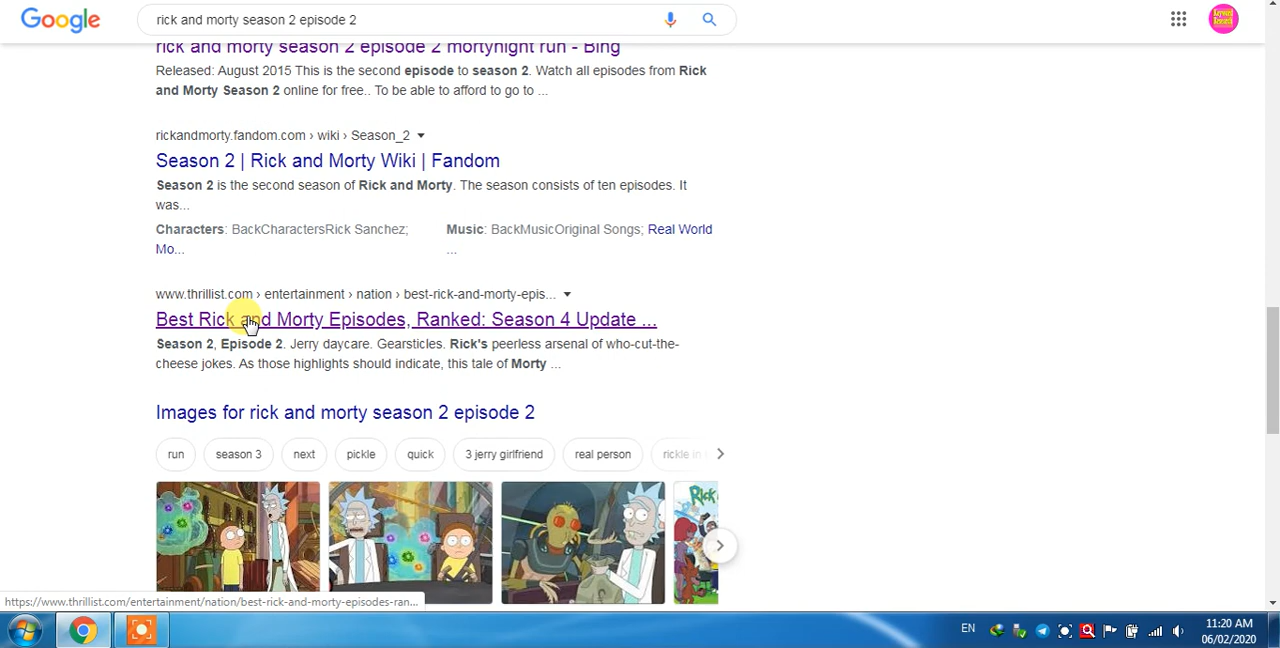 Google
rick and morty season 2 episode 2
rick and morty season 2 episode 2 mortynight run - Bing
Released: August 2015 This is the second episode to season 2. Watch all episodes from Rick
and Morty Season 2 online for free.. To be able to afford to go to ...
rickandmorty.fandom.com › wiki › Season_2
Season 2 | Rick and Morty Wiki | Fandom
Season 2 is the second season of Rick and Morty. The season consists of ten episodes. It
was...
Characters: BackCharactersRick Sanchez;
Mo...
Music: BackMusicOriginal Songs; Real World
...
www.thrillist.com › entertainment › nation › best-rick-and-morty-epis...
Best Rick and Morty Episodes, Ranked: Season 4 Update ...
Season 2, Episode 2. Jerry daycare. Gearsticles. Rick's peerless arsenal of who-cut-the-
cheese jokes. As those highlights should indicate, this tale of Morty ...
Images for rick and morty season 2 episode 2
run
season 3
next
pickle
quick
3 jerry girlfriend
real person
rickle in
https://www.thrillist.com/entertainment/nation/best-rick-and-morty-episodes-ran...
EN
11:20 AM
06/02/2020